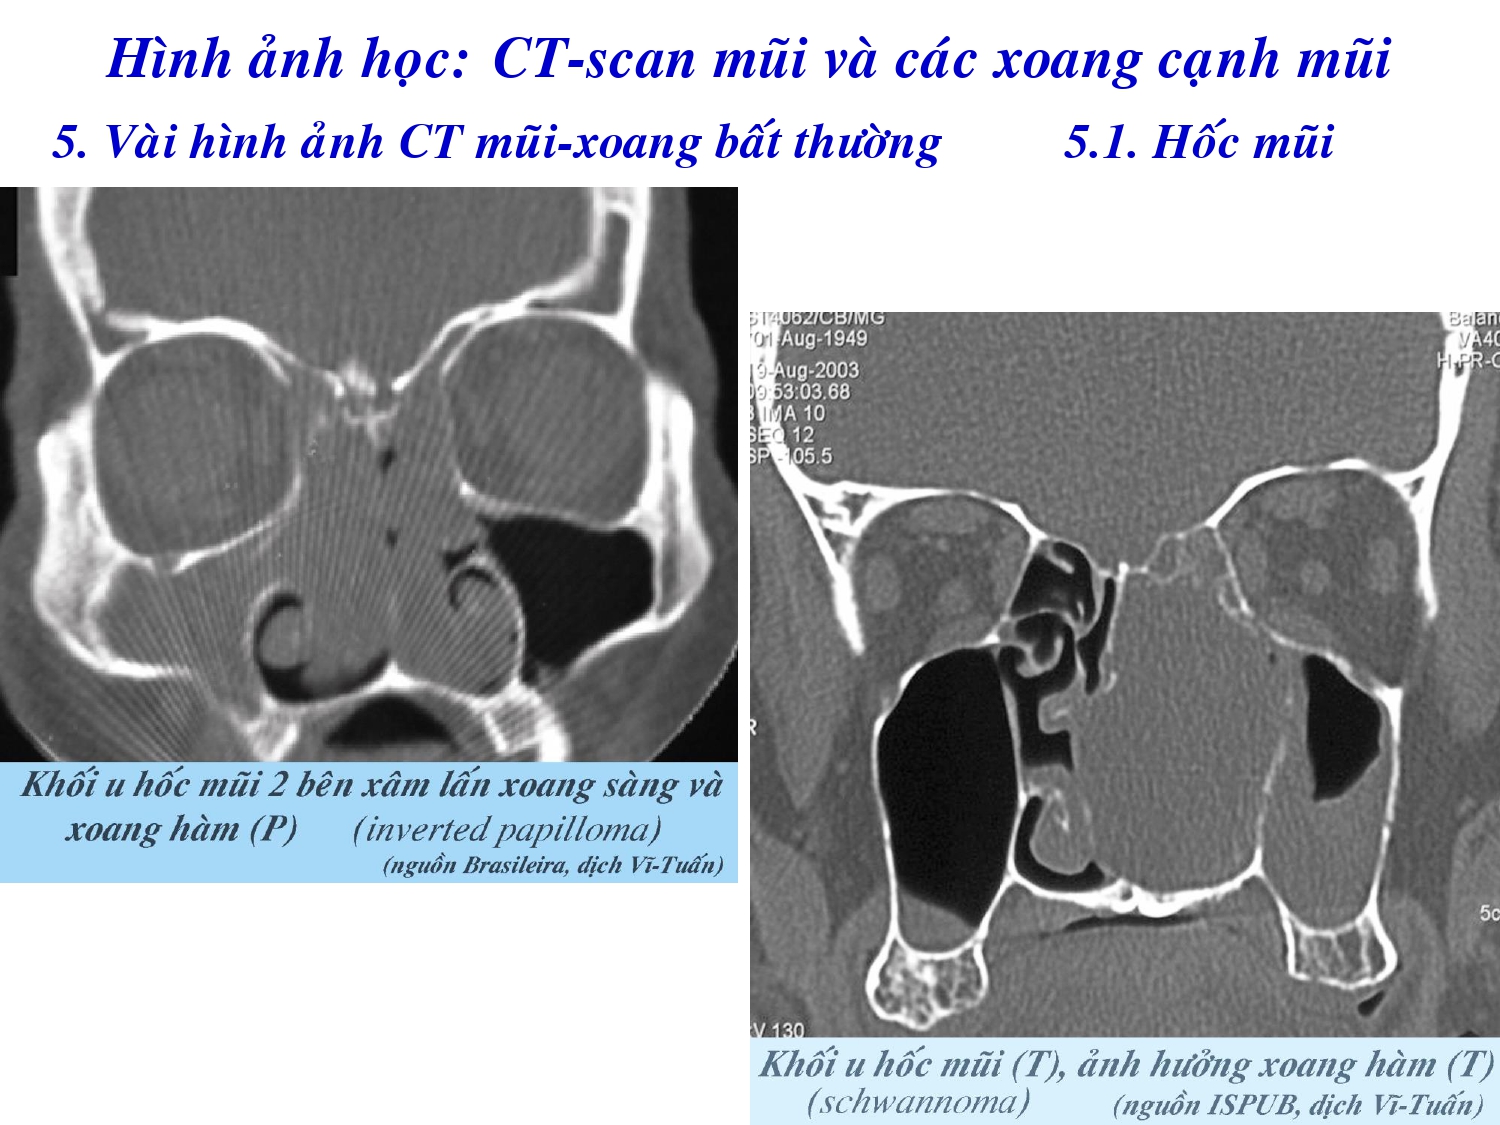 Hình ảnh học: CT-scan mũi và các xoang cạnh mũi
5. Vài hình ảnh CT mũi-xoang bất thường 5.1. Hốc mũi
Khối u hốc mũi 2 bên xâm lấn xoang sàng và
xoang hàm (P) (inverted papilloma)
(nguồn Brasileira, dịch Vĩ-Tuấn)
ST4062/CB/MG
01-Aug-1949
19-Aug-2003
09:53:03.68
3 IMA 10
SEQ 12
SP -105.5
VA40
H-PR-C
R
5c
KV 130
Khối u hốc mũi (T), ảnh hưởng xoang hàm (T)
(schwannoma) (nguồn ISPUB, dịch Vĩ-Tuấn)